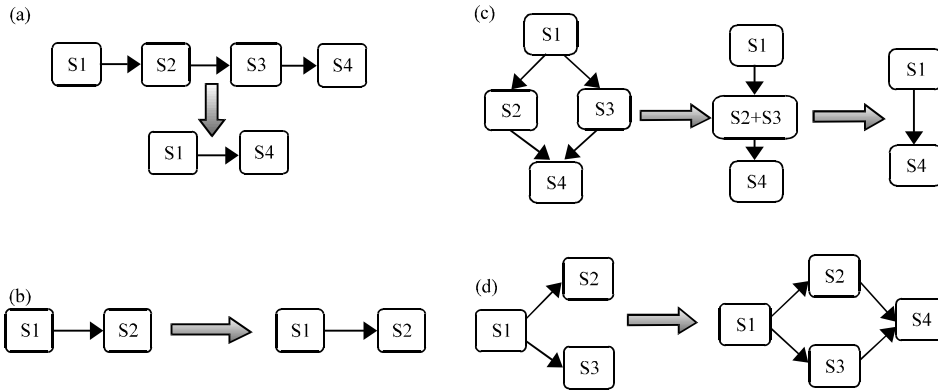 (a)
S1 S2 S3 S4
S1 S4
(b)
S1 S2 S1 S2
(c)
S1 S1 S1
S2 S3 S2+S3
S4 S4 S4
(d)
S2 S2
S1 S1 S4
S3 S3